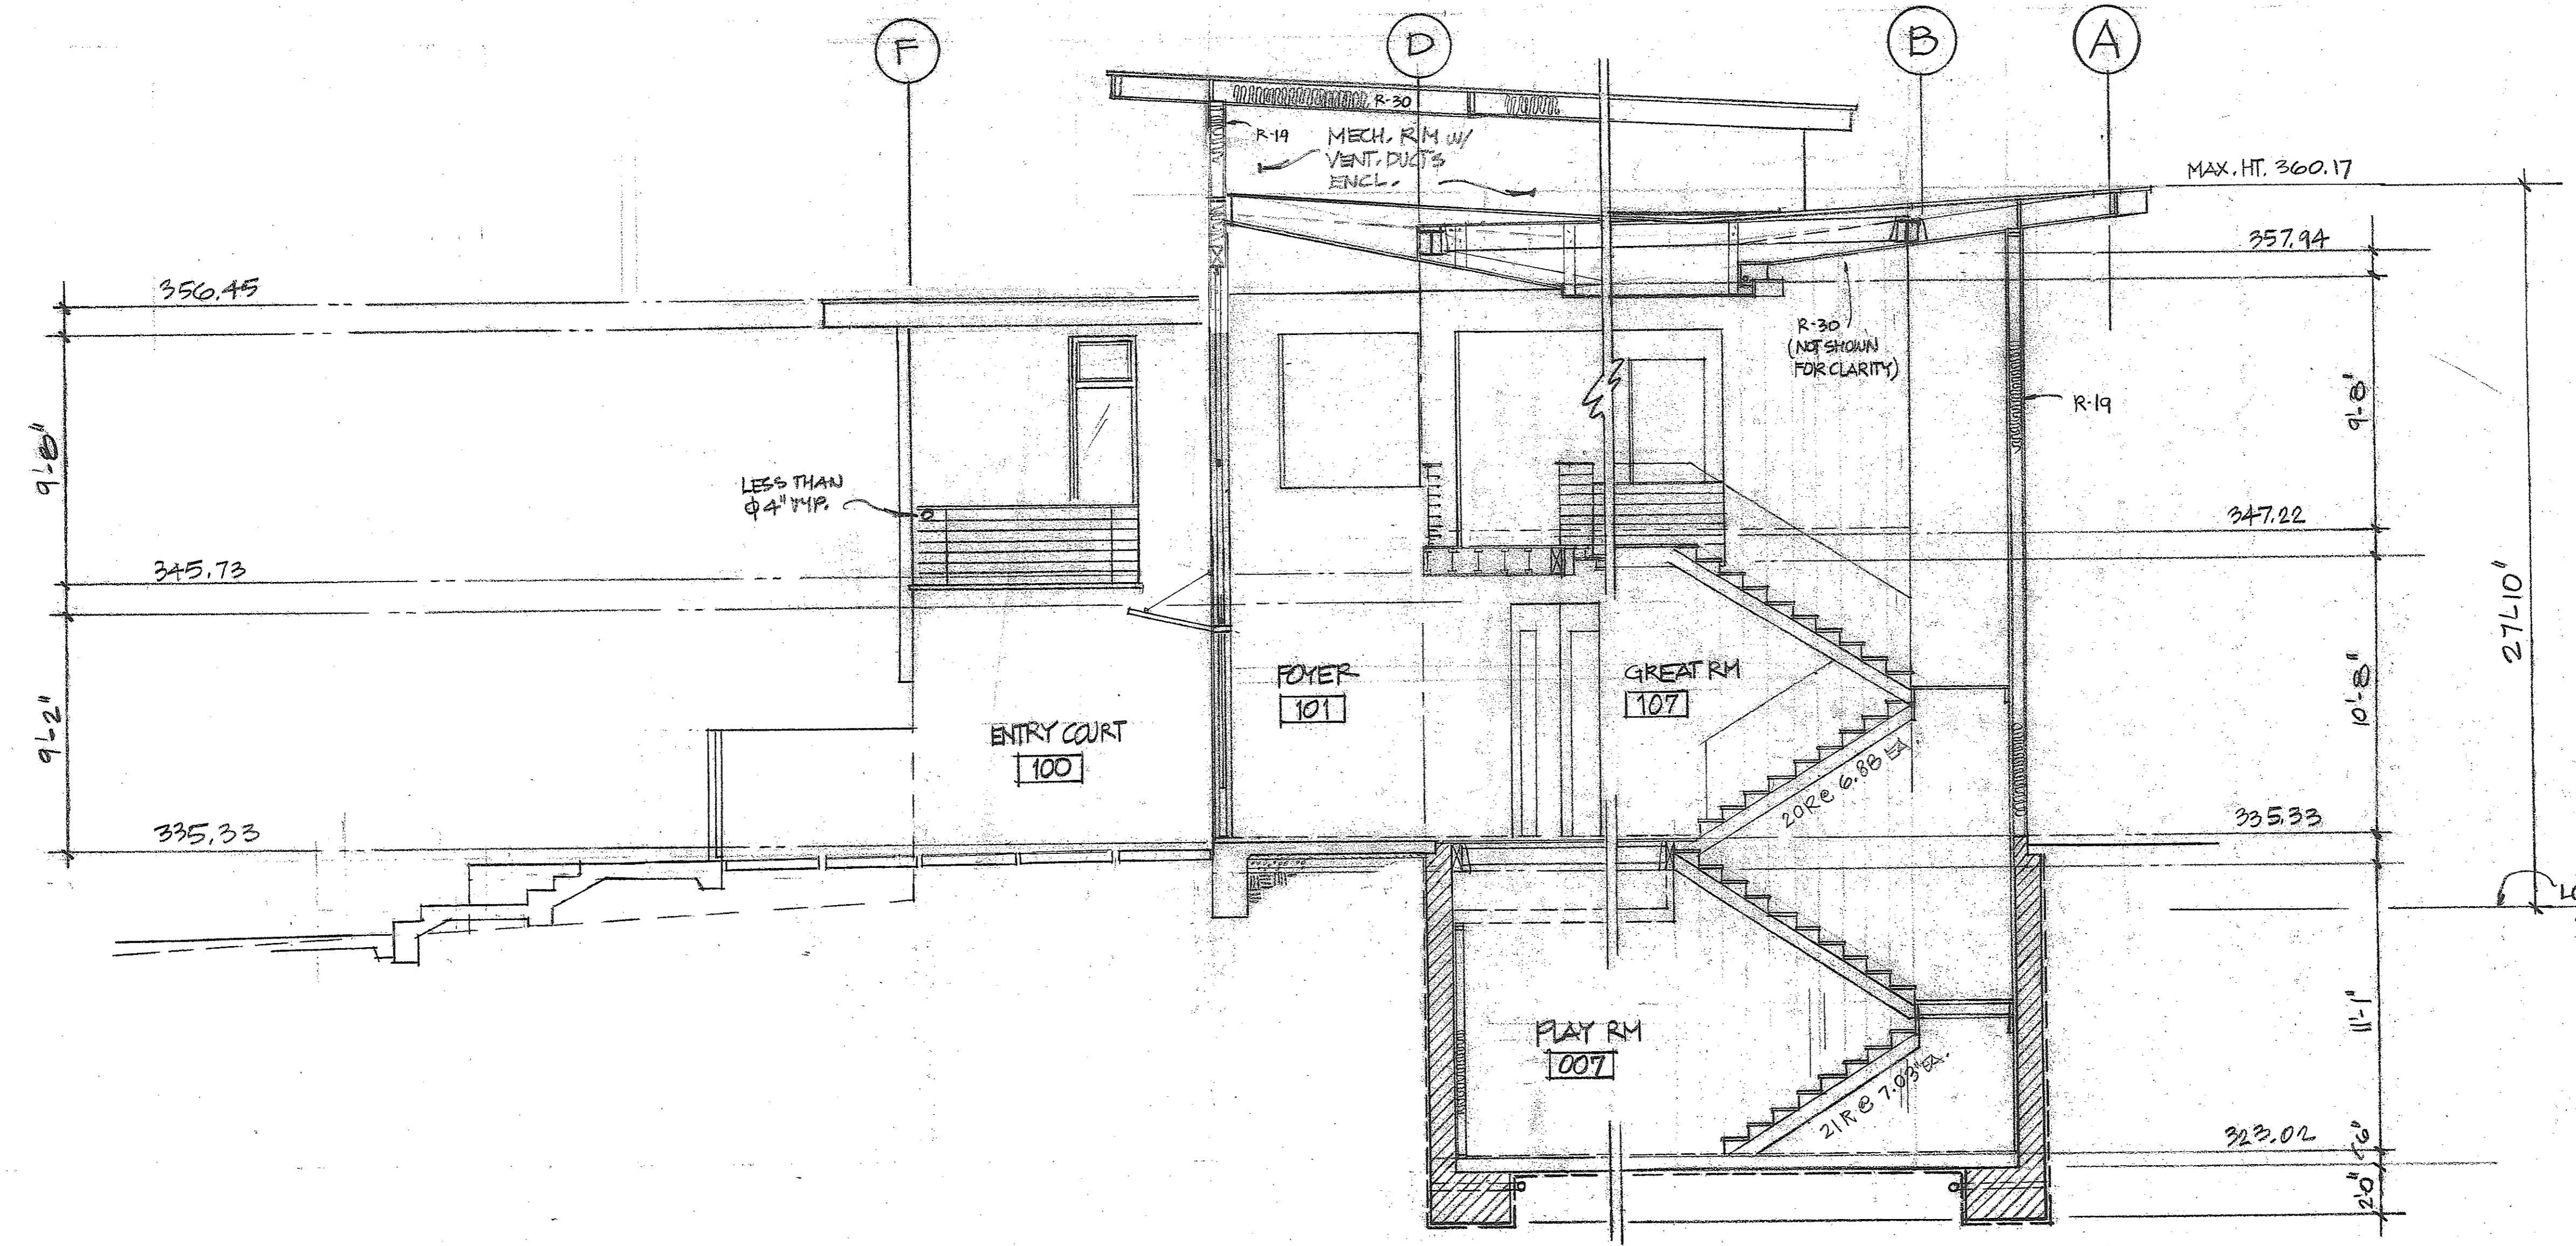 F
D
B
A
R-30
R-19
MECH. RM W/
VENT. DUCTS
ENCL.
MAX. HT. 360.17
357.94
356.45
R-30
(NOT SHOWN
FOR CLARITY)
R-19
9'-8"
9'-8"
LESS THAN
φ4" TYP.
347.22
345.73
27'-10"
FOYER
101
GREAT RM
107
ENTRY COURT
100
9'-2"
10'-8"
20R@ 6.88 EA
335.33
335.33
11'-1"
PLAY RM
007
21R@ 7.03" EA.
323.02
6"
2'0"